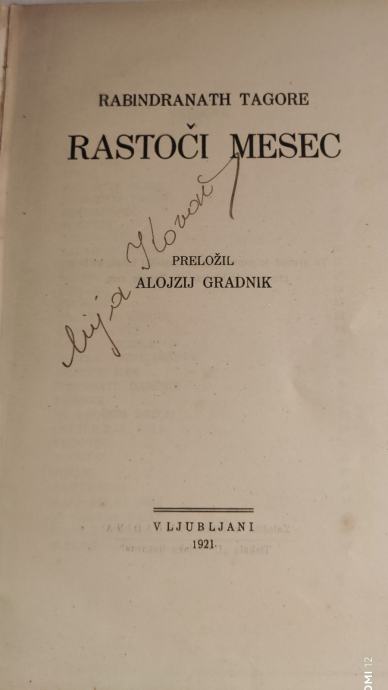 RABINDRANATH TAGORE
RASTOČI MESEC
PRELOŽIL
ALOJZIJ GRADNIK
V LJUBLJANI
1921